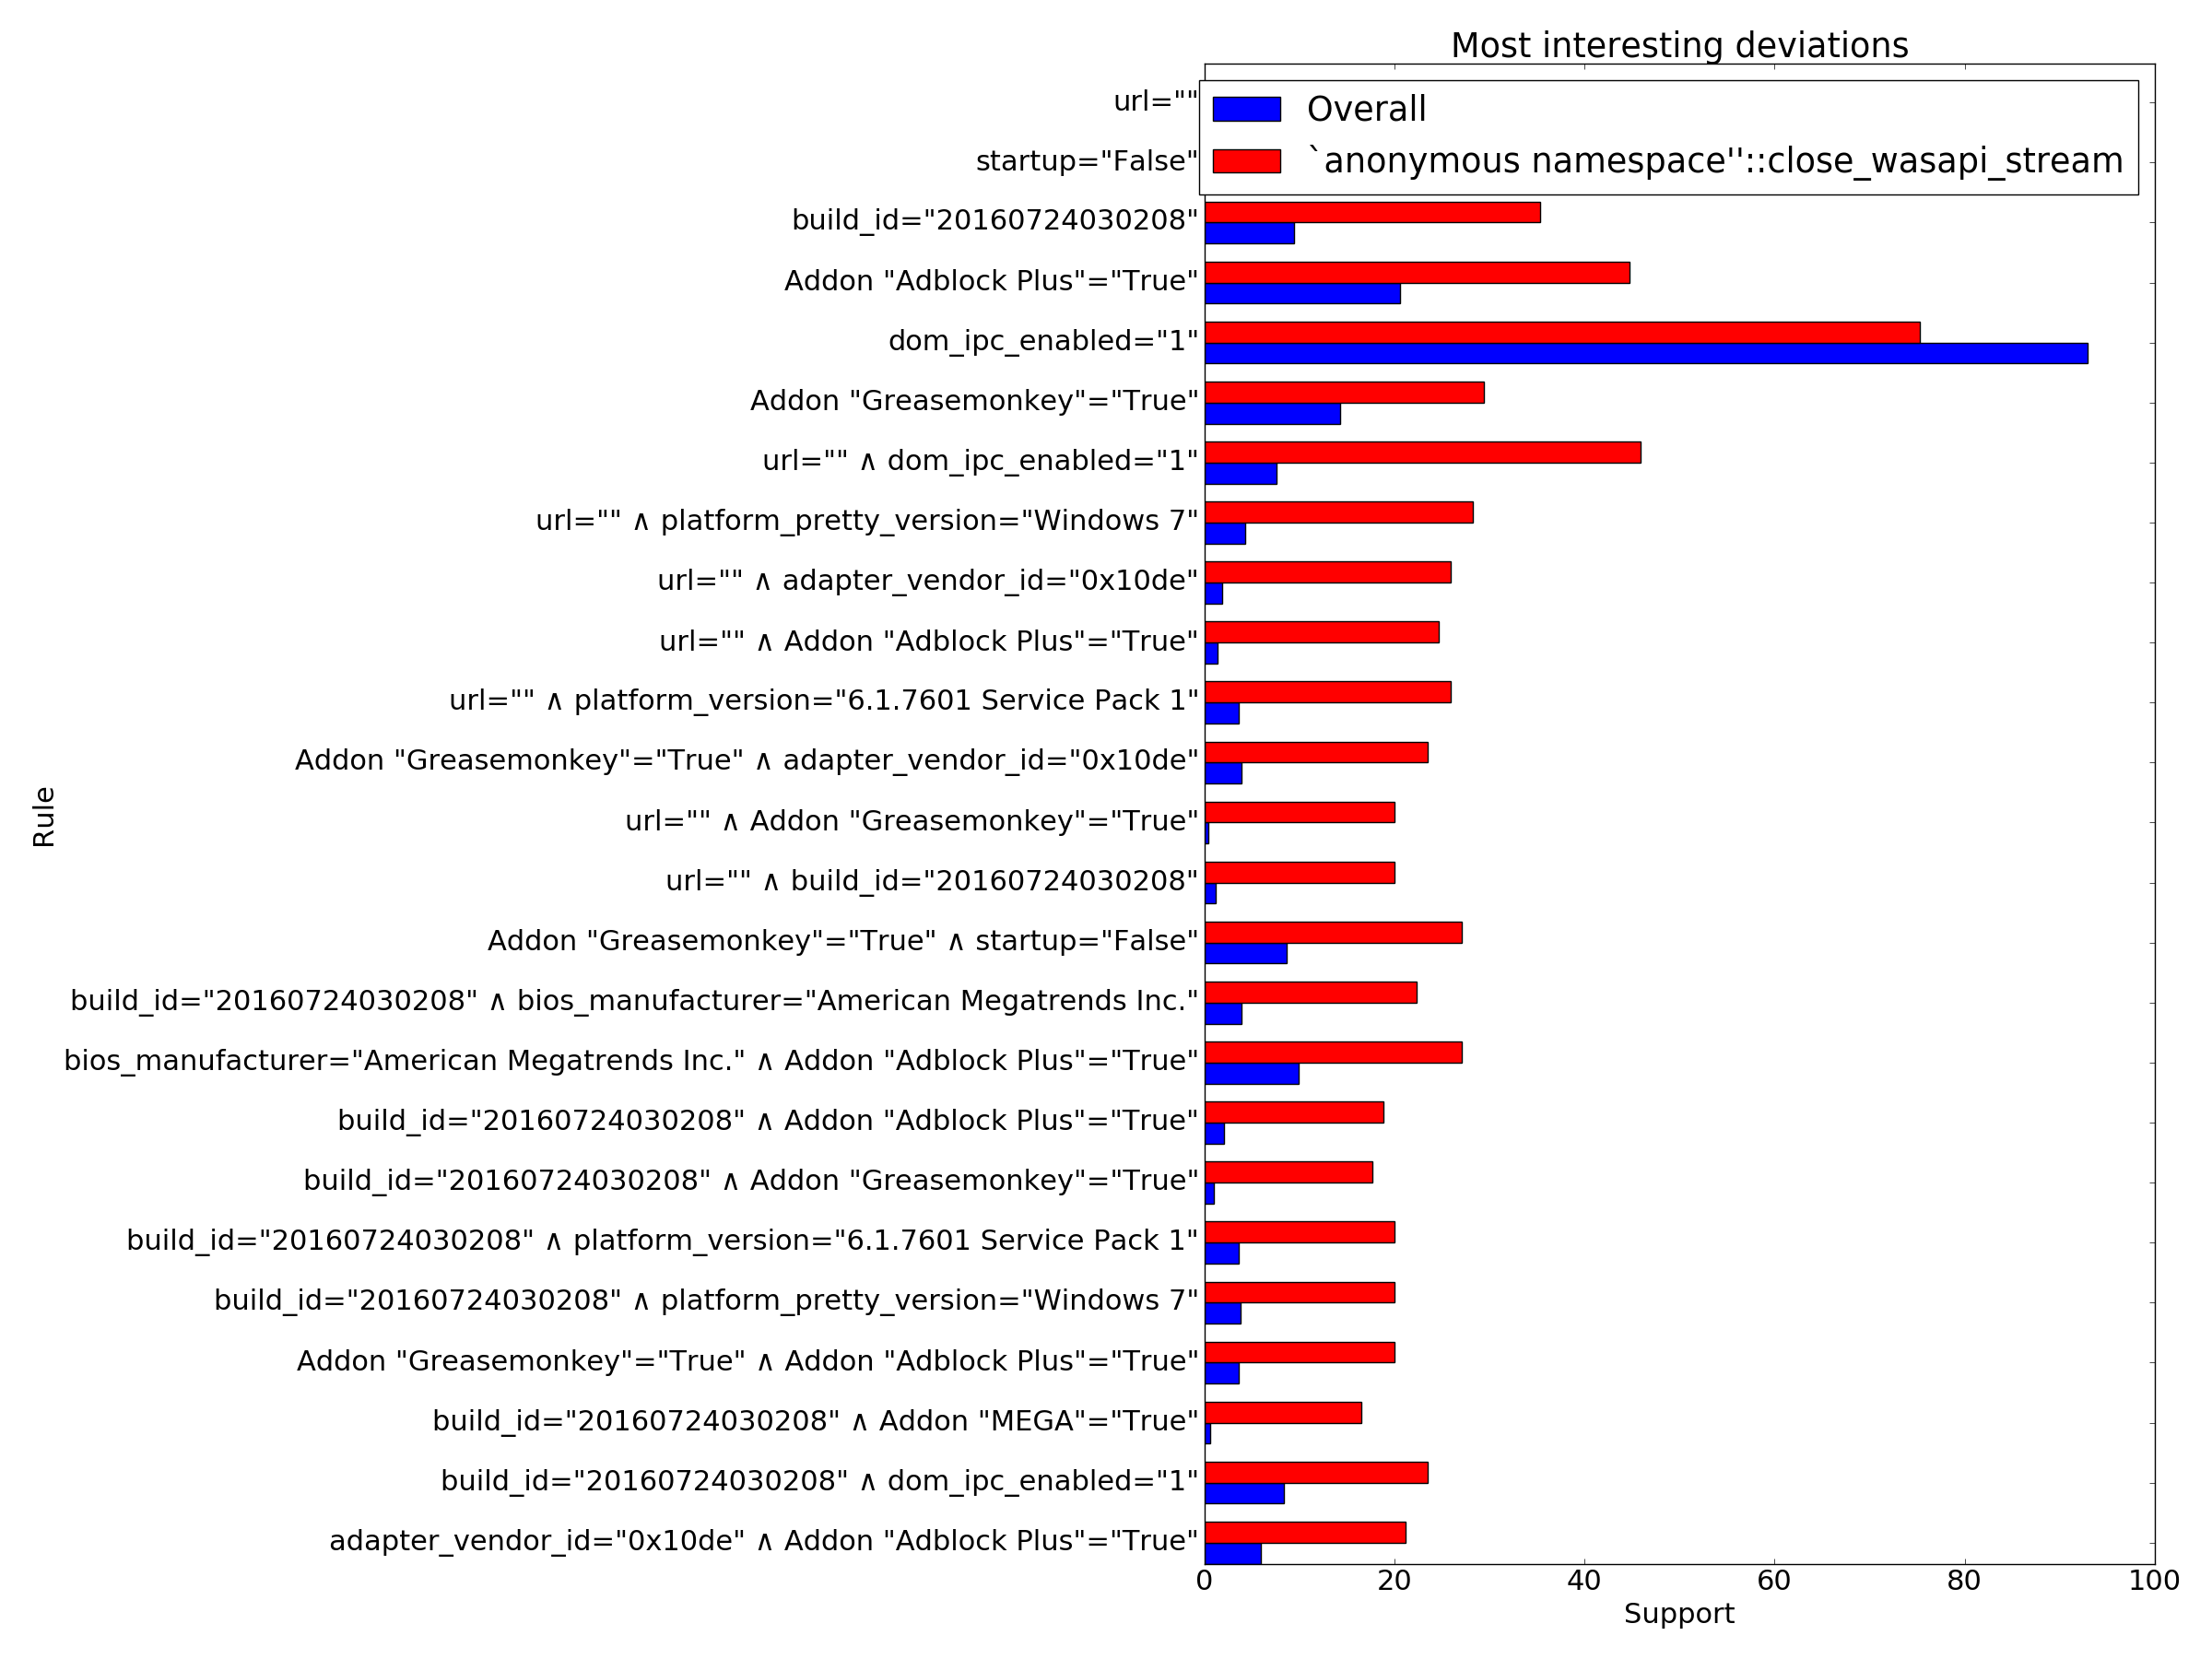 Most interesting deviations
Overall
`anonymous namespace''::close_wasapi_stream
url=""
startup="False"
build_id="20160724030208"
Addon "Adblock Plus"="True"
dom_ipc_enabled="1"
Addon "Greasemonkey"="True"
url="" ∧ dom_ipc_enabled="1"
url="" ∧ platform_pretty_version="Windows 7"
url="" ∧ adapter_vendor_id="0x10de"
url="" ∧ Addon "Adblock Plus"="True"
url="" ∧ platform_version="6.1.7601 Service Pack 1"
Addon "Greasemonkey"="True" ∧ adapter_vendor_id="0x10de"
url="" ∧ Addon "Greasemonkey"="True"
url="" ∧ build_id="20160724030208"
Addon "Greasemonkey"="True" ∧ startup="False"
build_id="20160724030208" ∧ bios_manufacturer="American Megatrends Inc."
bios_manufacturer="American Megatrends Inc." ∧ Addon "Adblock Plus"="True"
build_id="20160724030208" ∧ Addon "Adblock Plus"="True"
build_id="20160724030208" ∧ Addon "Greasemonkey"="True"
build_id="20160724030208" ∧ platform_version="6.1.7601 Service Pack 1"
build_id="20160724030208" ∧ platform_pretty_version="Windows 7"
Addon "Greasemonkey"="True" ∧ Addon "Adblock Plus"="True"
build_id="20160724030208" ∧ Addon "MEGA"="True"
build_id="20160724030208" ∧ dom_ipc_enabled="1"
adapter_vendor_id="0x10de" ∧ Addon "Adblock Plus"="True"
Rule
0 20 40 60 80 100
Support